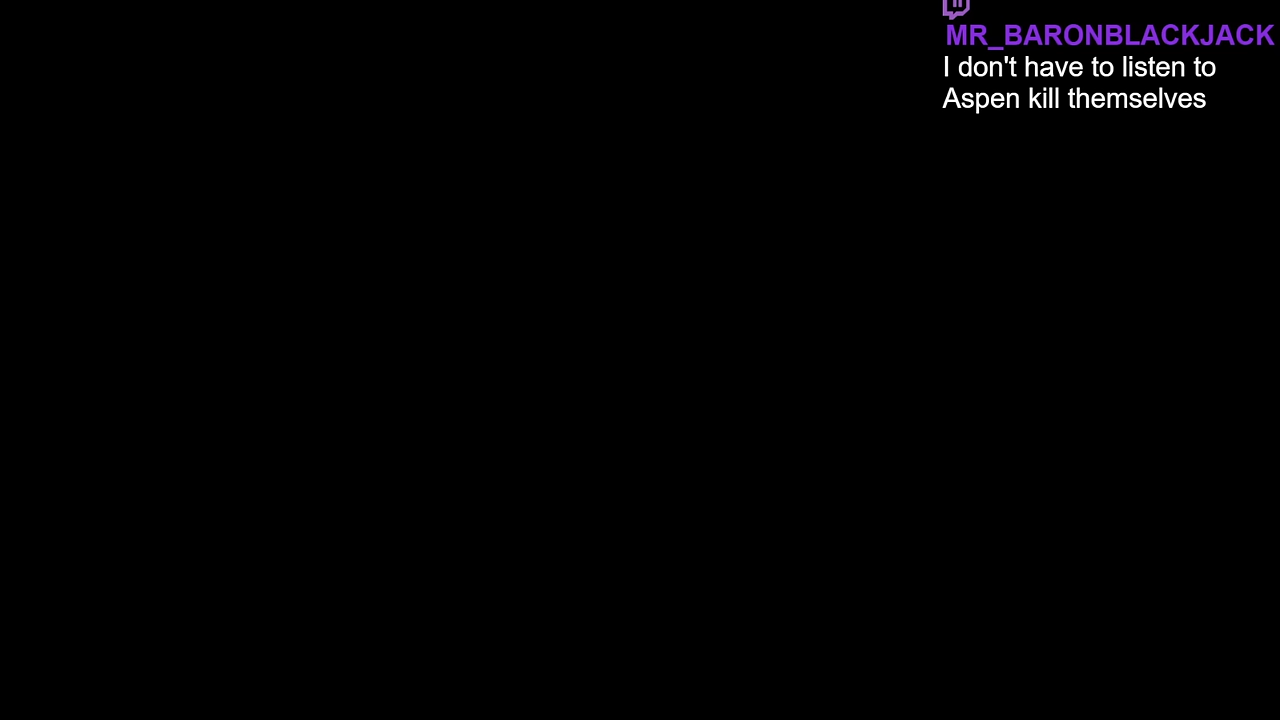 MR_BARONBLACKJACK
I don't have to listen to
Aspen kill themselves